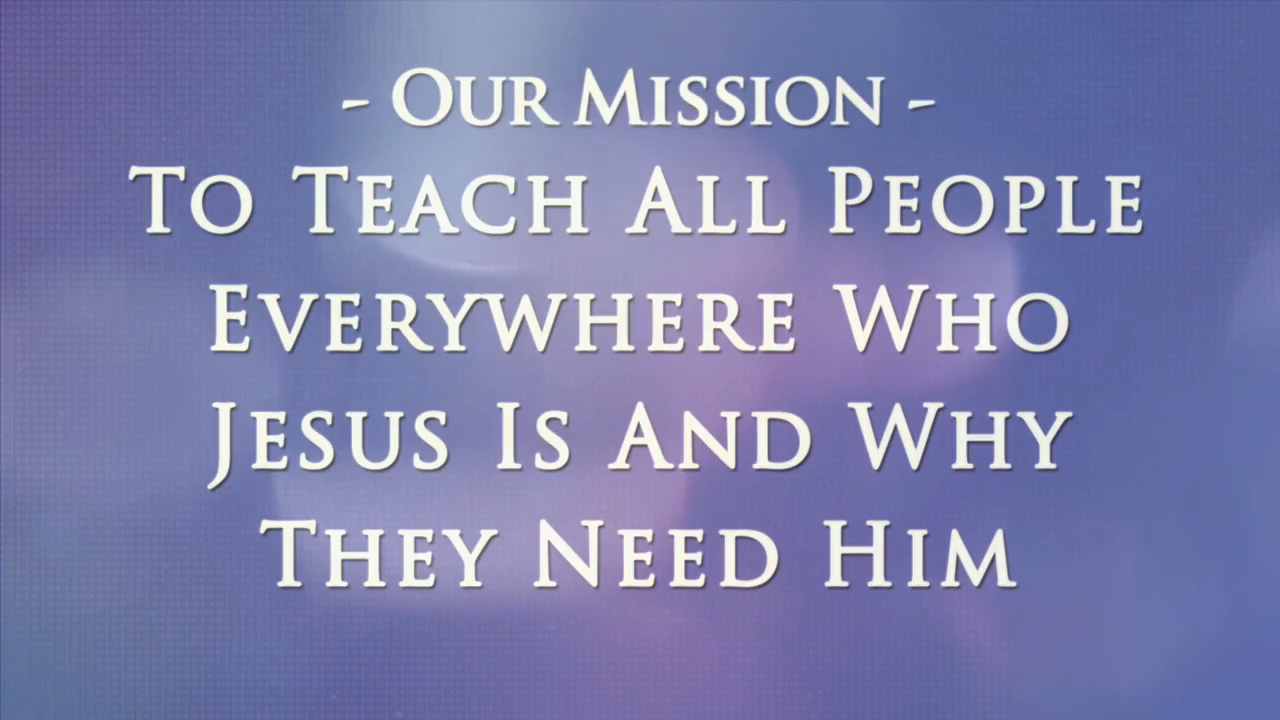 - Our Mission -
To Teach All People
Everywhere Who
Jesus Is And Why
They Need Him